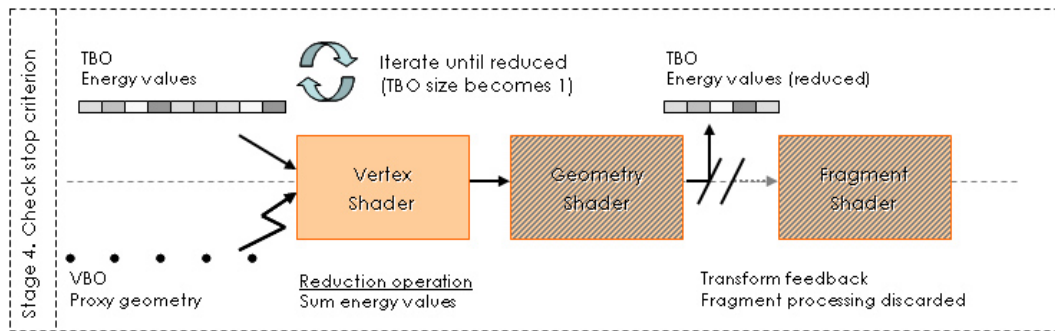 Stage 4. Check stop criterion
TBO
Energy values
Iterate until reduced
(TBO size becomes 1)
TBO
Energy values (reduced)
Vertex
Shader
Geometry
Shader
Fragment
Shader
VBO
Proxy geometry
Reduction operation
Sum energy values
Transform feedback
Fragment processing discarded